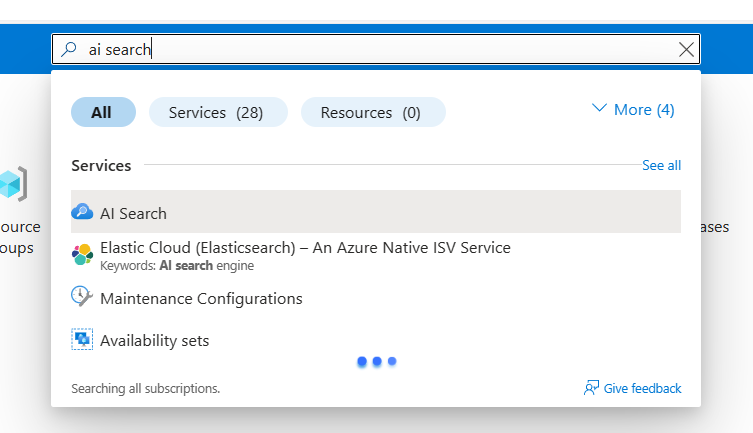 ai search
All
Services (28)
Resources (0)
More (4)
Services
See all
AI Search
ource
oups
ases
Elastic Cloud (Elasticsearch) – An Azure Native ISV Service
Keywords: AI search engine
Maintenance Configurations
Availability sets
Searching all subscriptions.
Give feedback